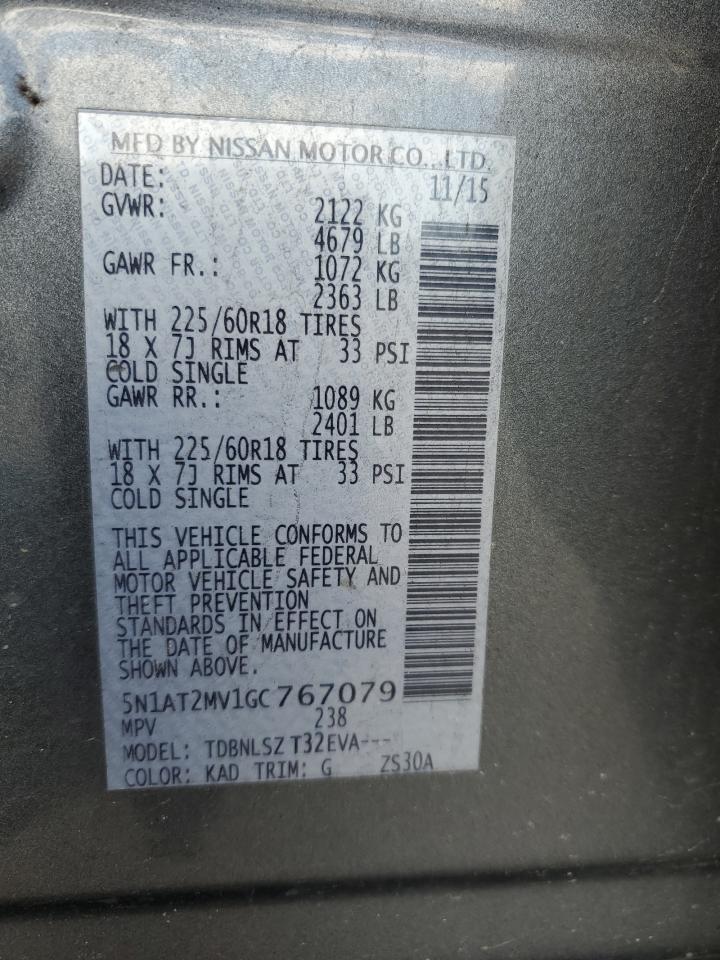 MFD BY NISSAN MOTOR CO., LTD.
DATE: 11/15
GVWR: 2122 KG
4679 LB
GAWR FR.: 1072 KG
2363 LB
WITH 225/60R18 TIRES
18 X 7J RIMS AT 33 PSI
COLD SINGLE
GAWR RR.: 1089 KG
2401 LB
WITH 225/60R18 TIRES
18 X 7J RIMS AT 33 PSI
COLD SINGLE
THIS VEHICLE CONFORMS TO
ALL APPLICABLE FEDERAL
MOTOR VEHICLE SAFETY AND
THEFT PREVENTION
STANDARDS IN EFFECT ON
THE DATE OF MANUFACTURE
SHOWN ABOVE.
5N1AT2MV1GC767079
MPV 238
MODEL: TDBNLSZ T32EVA---
COLOR: KAD TRIM: G ZS30A